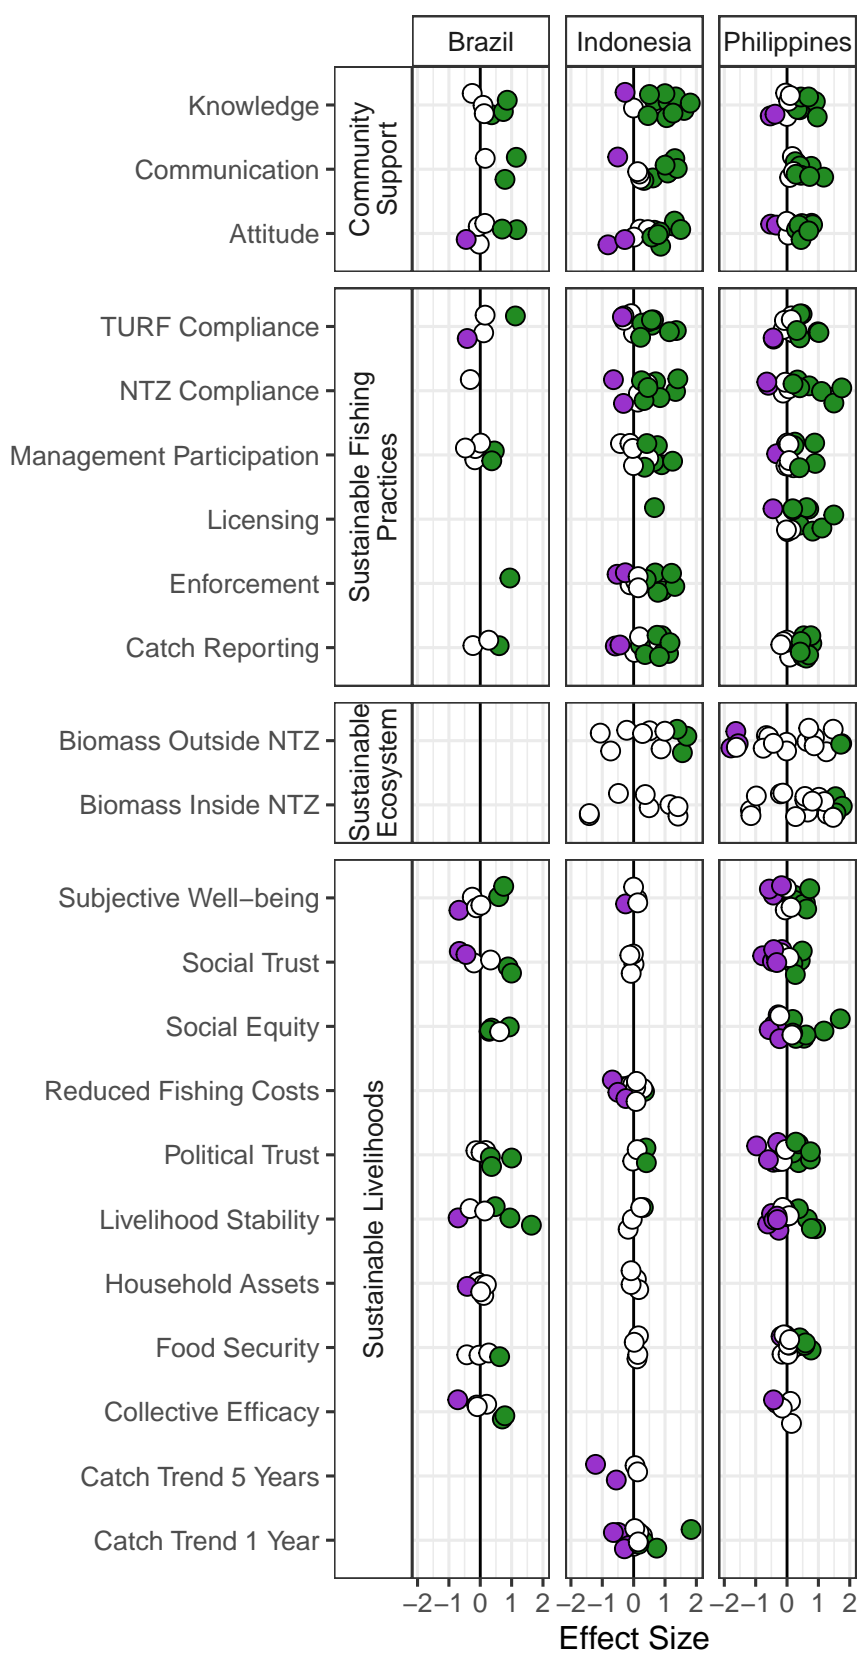 Brazil
Indonesia
Philippines
Community
Support
Knowledge
Communication
Attitude
Sustainable Fishing
Practices
TURF Compliance
NTZ Compliance
Management Participation
Licensing
Enforcement
Catch Reporting
Sustainable
Ecosystem
Biomass Outside NTZ
Biomass Inside NTZ
Sustainable Livelihoods
Subjective Well−being
Social Trust
Social Equity
Reduced Fishing Costs
Political Trust
Livelihood Stability
Household Assets
Food Security
Collective Efficacy
Catch Trend 5 Years
Catch Trend 1 Year
−2 −1 0 1 2 −2 −1 0 1 2 −2 −1 0 1 2
Effect Size